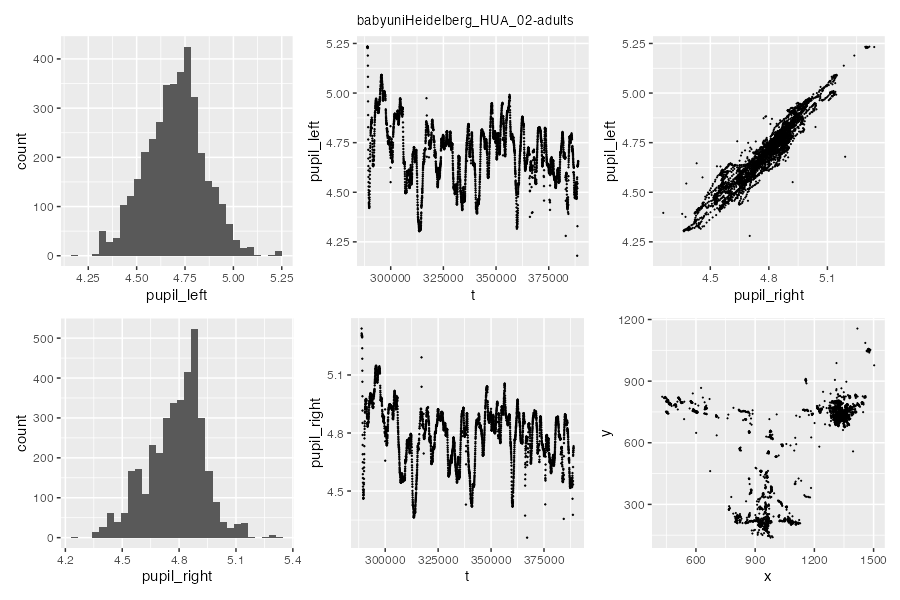 babyuniHeidelberg_HUA_02-adults
count
400
300
200
100
0
4.25 4.50 4.75 5.00 5.25
pupil_left
pupil_left
5.25
5.00
4.75
4.50
4.25
300000 325000 350000 375000
t
pupil_left
5.25
5.00
4.75
4.50
4.25
4.5 4.8 5.1
pupil_right
count
500
400
300
200
100
0
4.2 4.5 4.8 5.1 5.4
pupil_right
pupil_right
5.1
4.8
4.5
300000 325000 350000 375000
t
y
1200
900
600
300
600 900 1200 1500
x